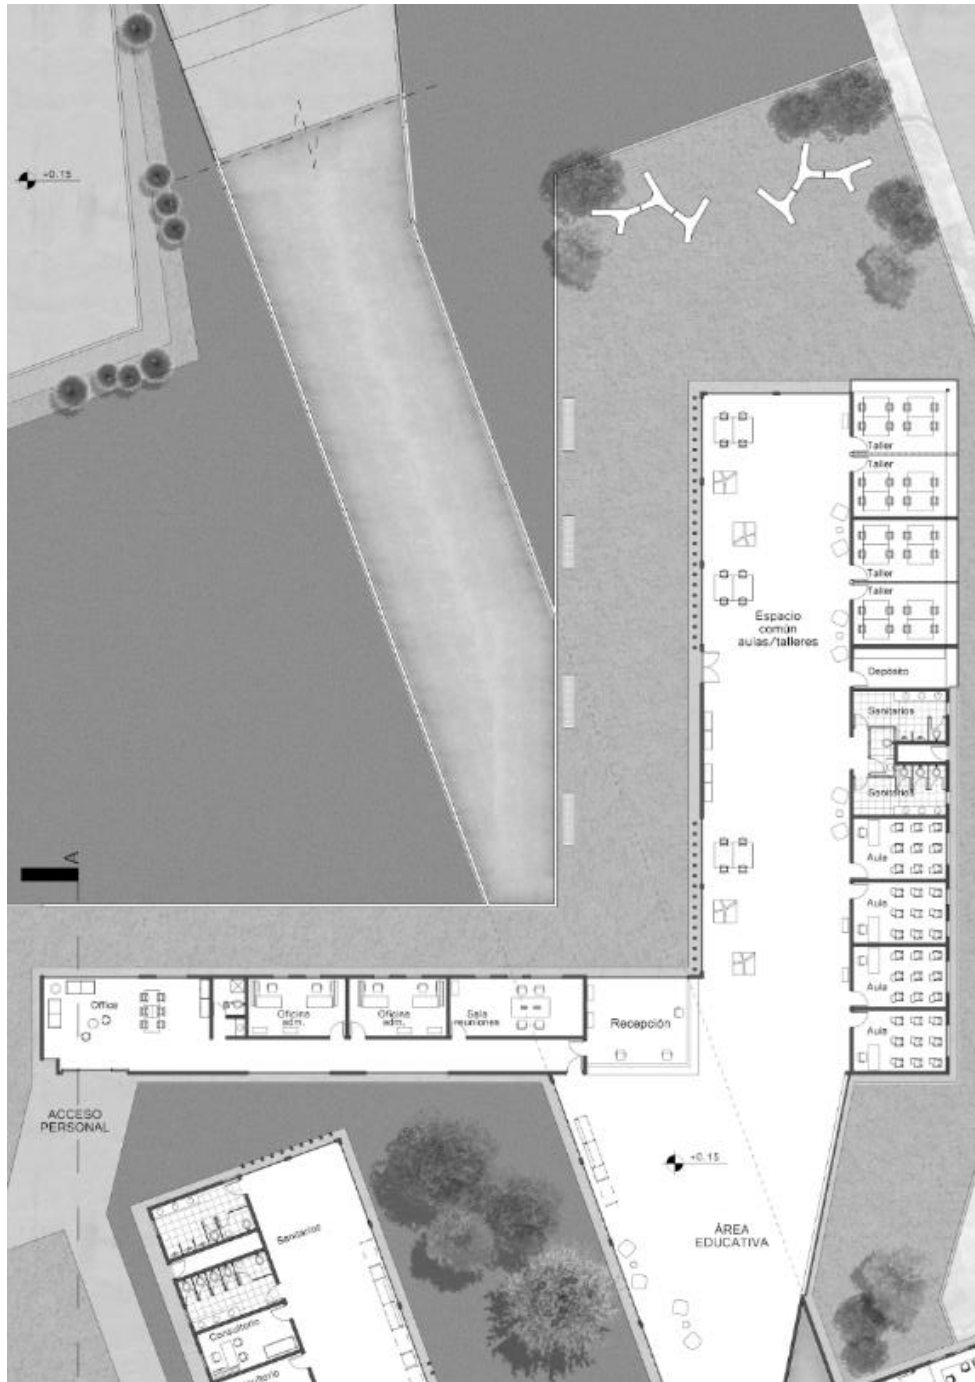 +0.15
Taller
Taller
Taller
Taller
Espacio
común
aulas/talleres
Depósito
Sanitarios
Sanitarios
A
Aula
Aula
Aula
Aula
Office
Oficina
adm.
Oficina
adm.
Sala
reuniones
Recepción
ACCESO
PERSONAL
+0.15
ÁREA
EDUCATIVA
Sanitarios
Consultorio